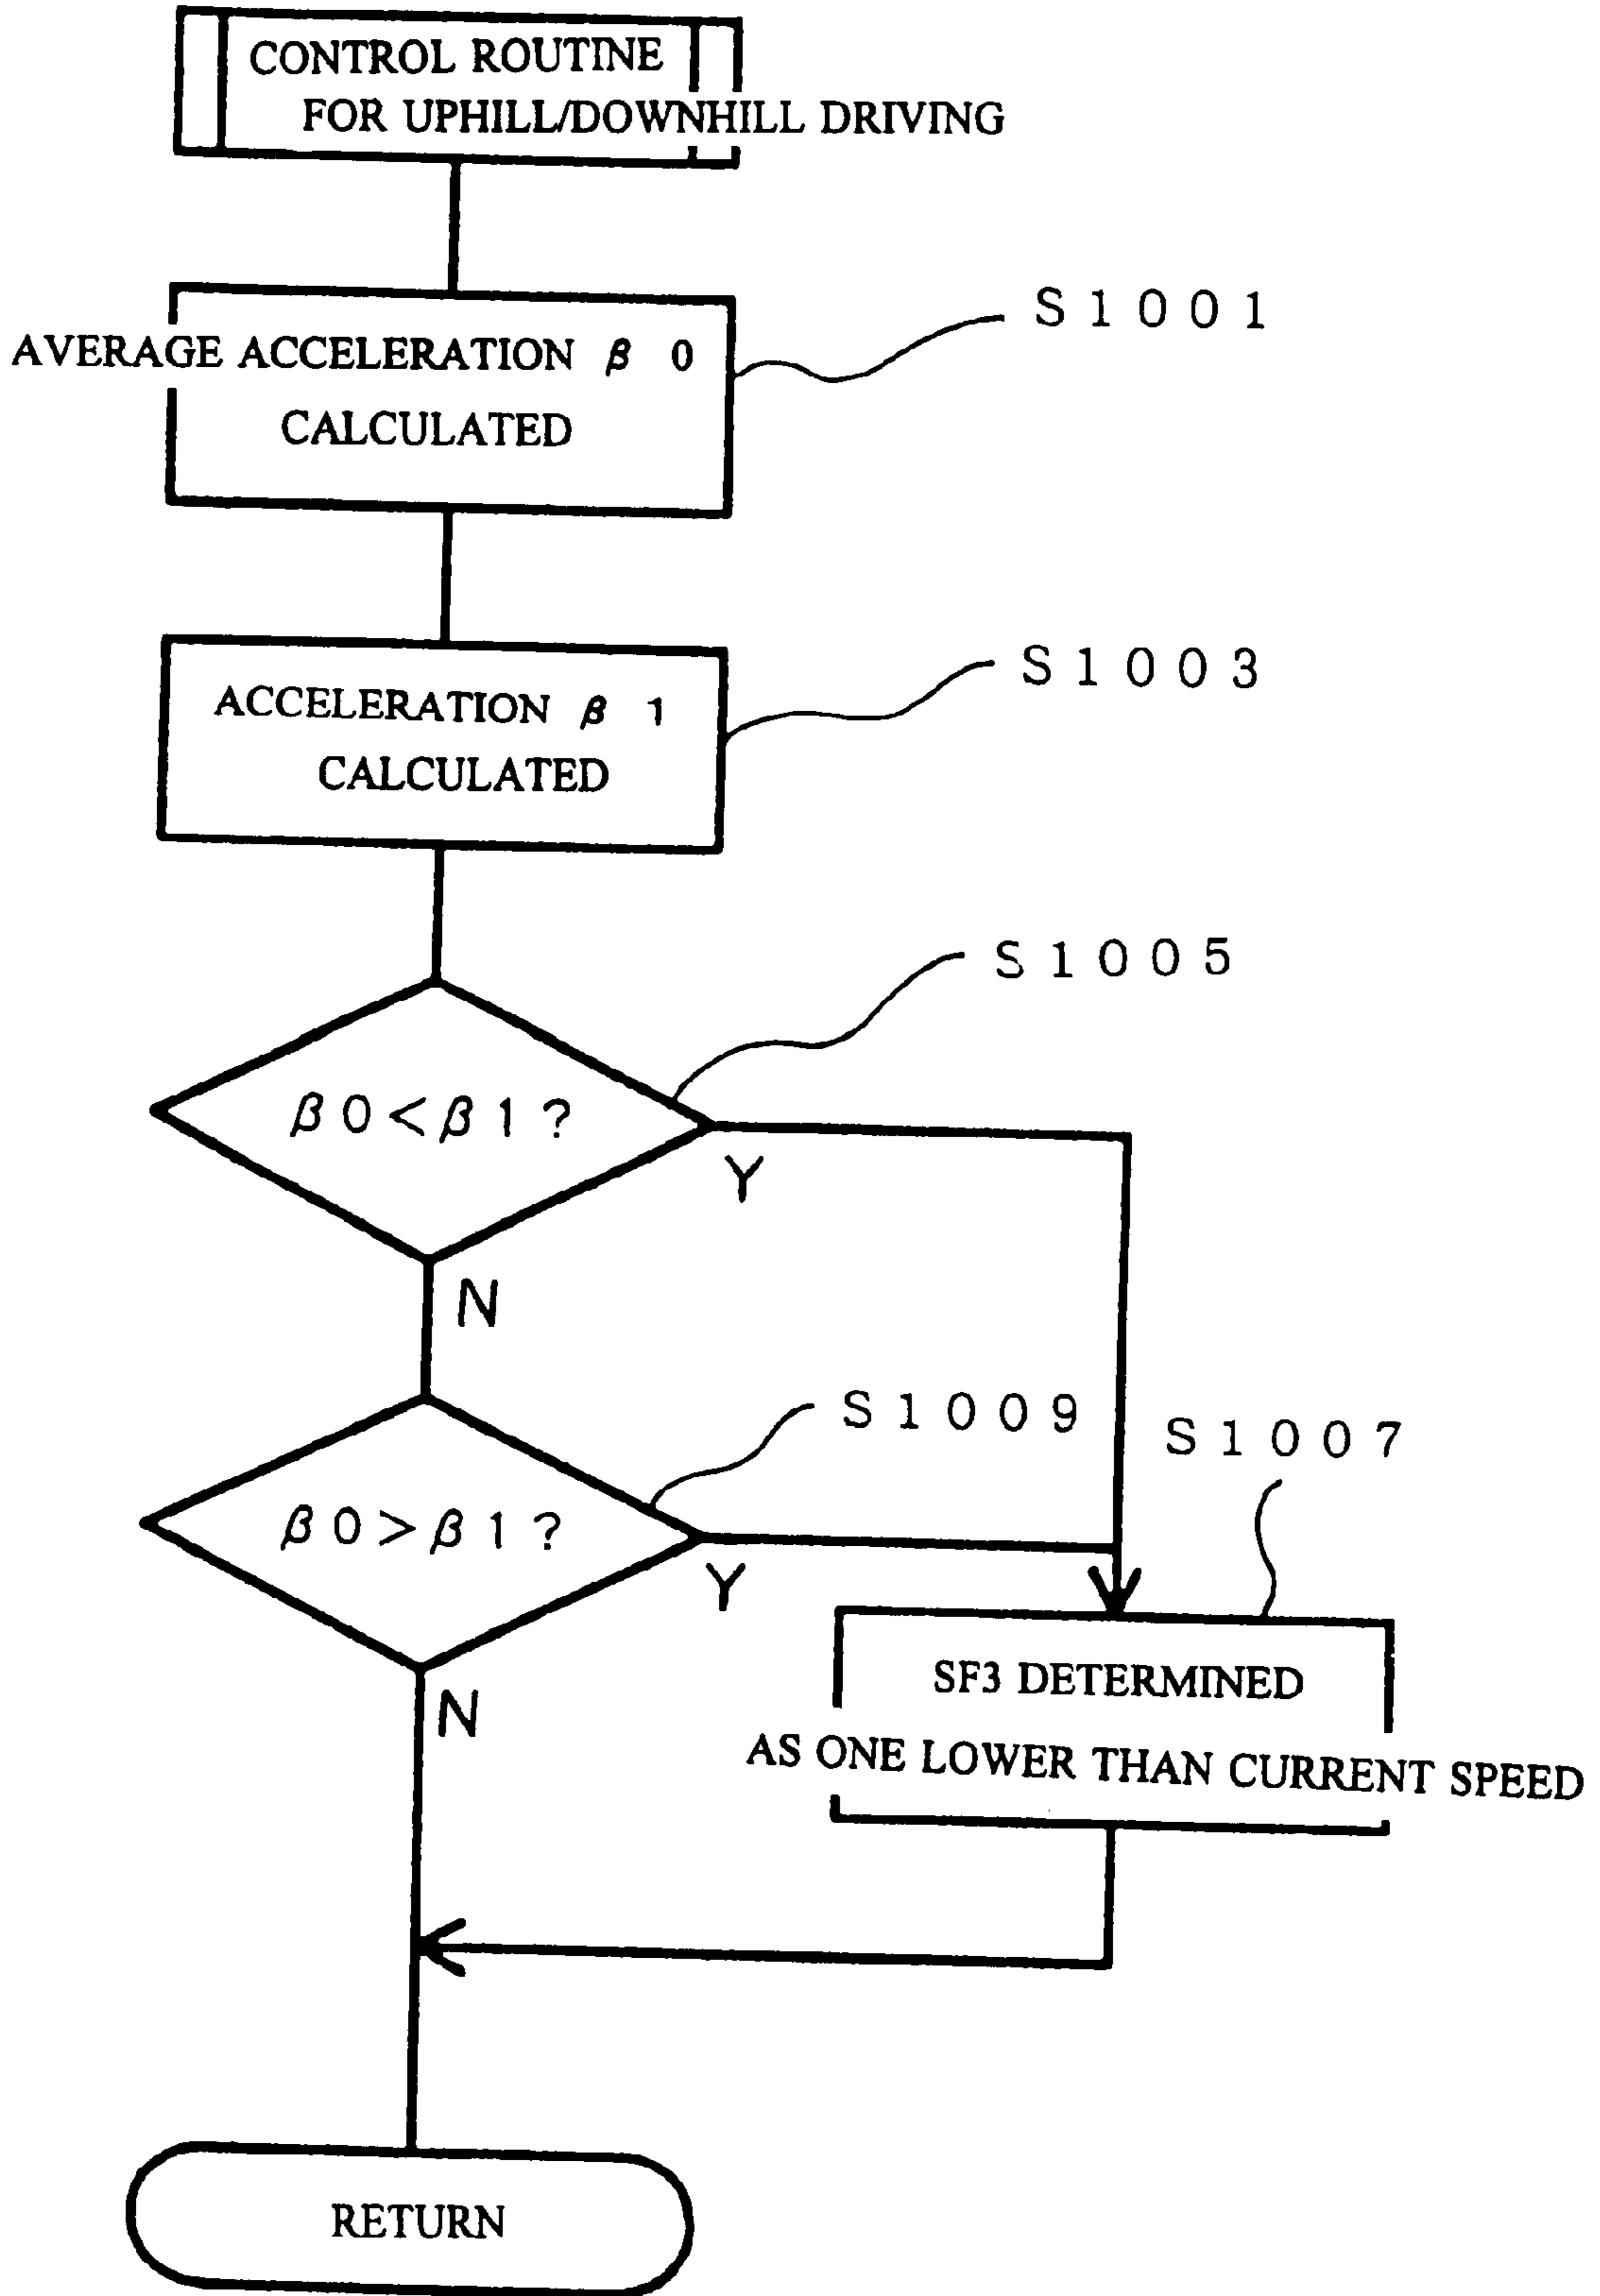 CONTROL ROUTINE
FOR UPHILL/DOWNHILL DRIVING
S1001
AVERAGE ACCELERATION β 0
CALCULATED
S1003
ACCELERATION β 1
CALCULATED
S1005
β0<β1?
Y
N
S1009
S1007
β0>β1?
Y
N
SF3 DETERMINED
AS ONE LOWER THAN CURRENT SPEED
RETURN